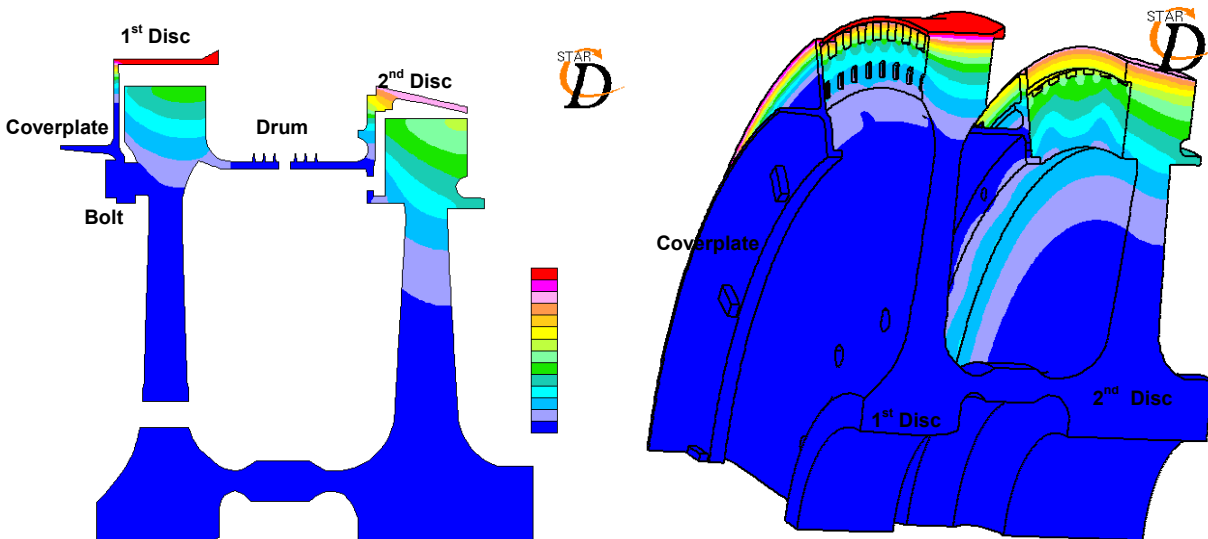 1st Disc
STAR
D
2nd Disc
Coverplate
Drum
Bolt
STAR
D
Coverplate
1st Disc
2nd Disc